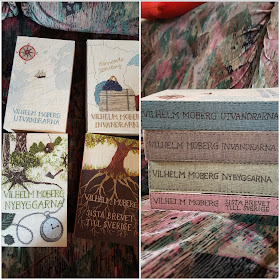 VILHELM MOBERG
UTVANDRARNA
VILHELM MOBERG
INVANDRARNA
VILHELM MOBERG
NYBYGGARNA
VILHELM MOBERG
SISTA BREVET
TILL SVERIGE
VILHELM MOBERG UTVANDRARNA
VILHELM MOBERG INVANDRARNA
VILHELM MOBERG NYBYGGARNA
VILHELM MOBERG SISTA BREVET
TILL SVERIGE